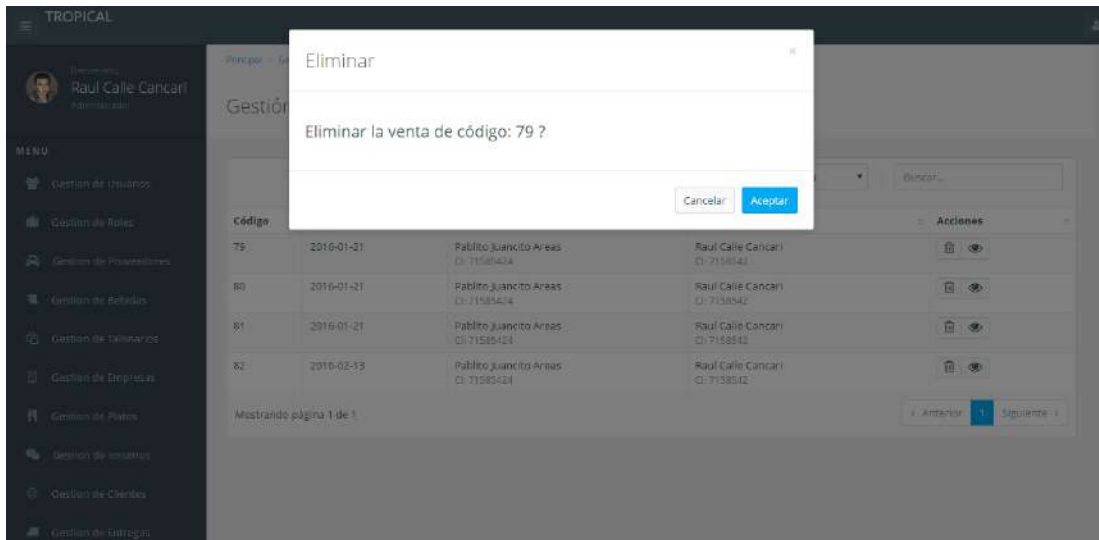 TROPICAL
Raul Calle Cancari
Administrador
MENU
Gestion de Usuarios
Gestion de Roles
Gestion de Proveedores
Gestion de Bebidas
Gestion de Talonarios
Gestion de Empresas
Gestion de Platos
Gestion de Insumos
Gestion de Clientes
Gestion de Entregas
Principal
Gestión
Eliminar
×
Eliminar la venta de código: 79 ?
Cancelar Aceptar
Buscar...
Código Acciones
79 2016-01-21 Pablito Juancito Areas Raul Calle Cancari
CI: 71585424 CI: 7158542
80 2016-01-21 Pablito Juancito Areas Raul Calle Cancari
CI: 71585424 CI: 7158542
81 2016-01-21 Pablito Juancito Areas Raul Calle Cancari
CI: 71585424 CI: 7158542
82 2016-02-13 Pablito Juancito Areas Raul Calle Cancari
CI: 71585424 CI: 7158542
Mostrando página 1 de 1
‹ Anterior 1 Siguiente ›